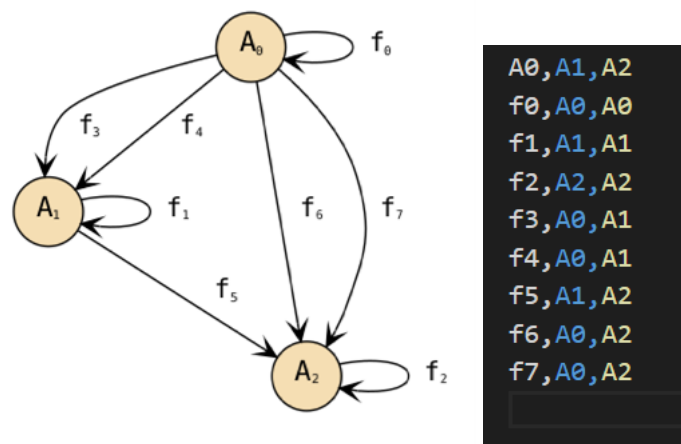 A₀
f₀
f₃
f₄
A₁
f₁
f₆
f₇
f₅
A₂
f₂
A0,A1,A2
f0,A0,A0
f1,A1,A1
f2,A2,A2
f3,A0,A1
f4,A0,A1
f5,A1,A2
f6,A0,A2
f7,A0,A2